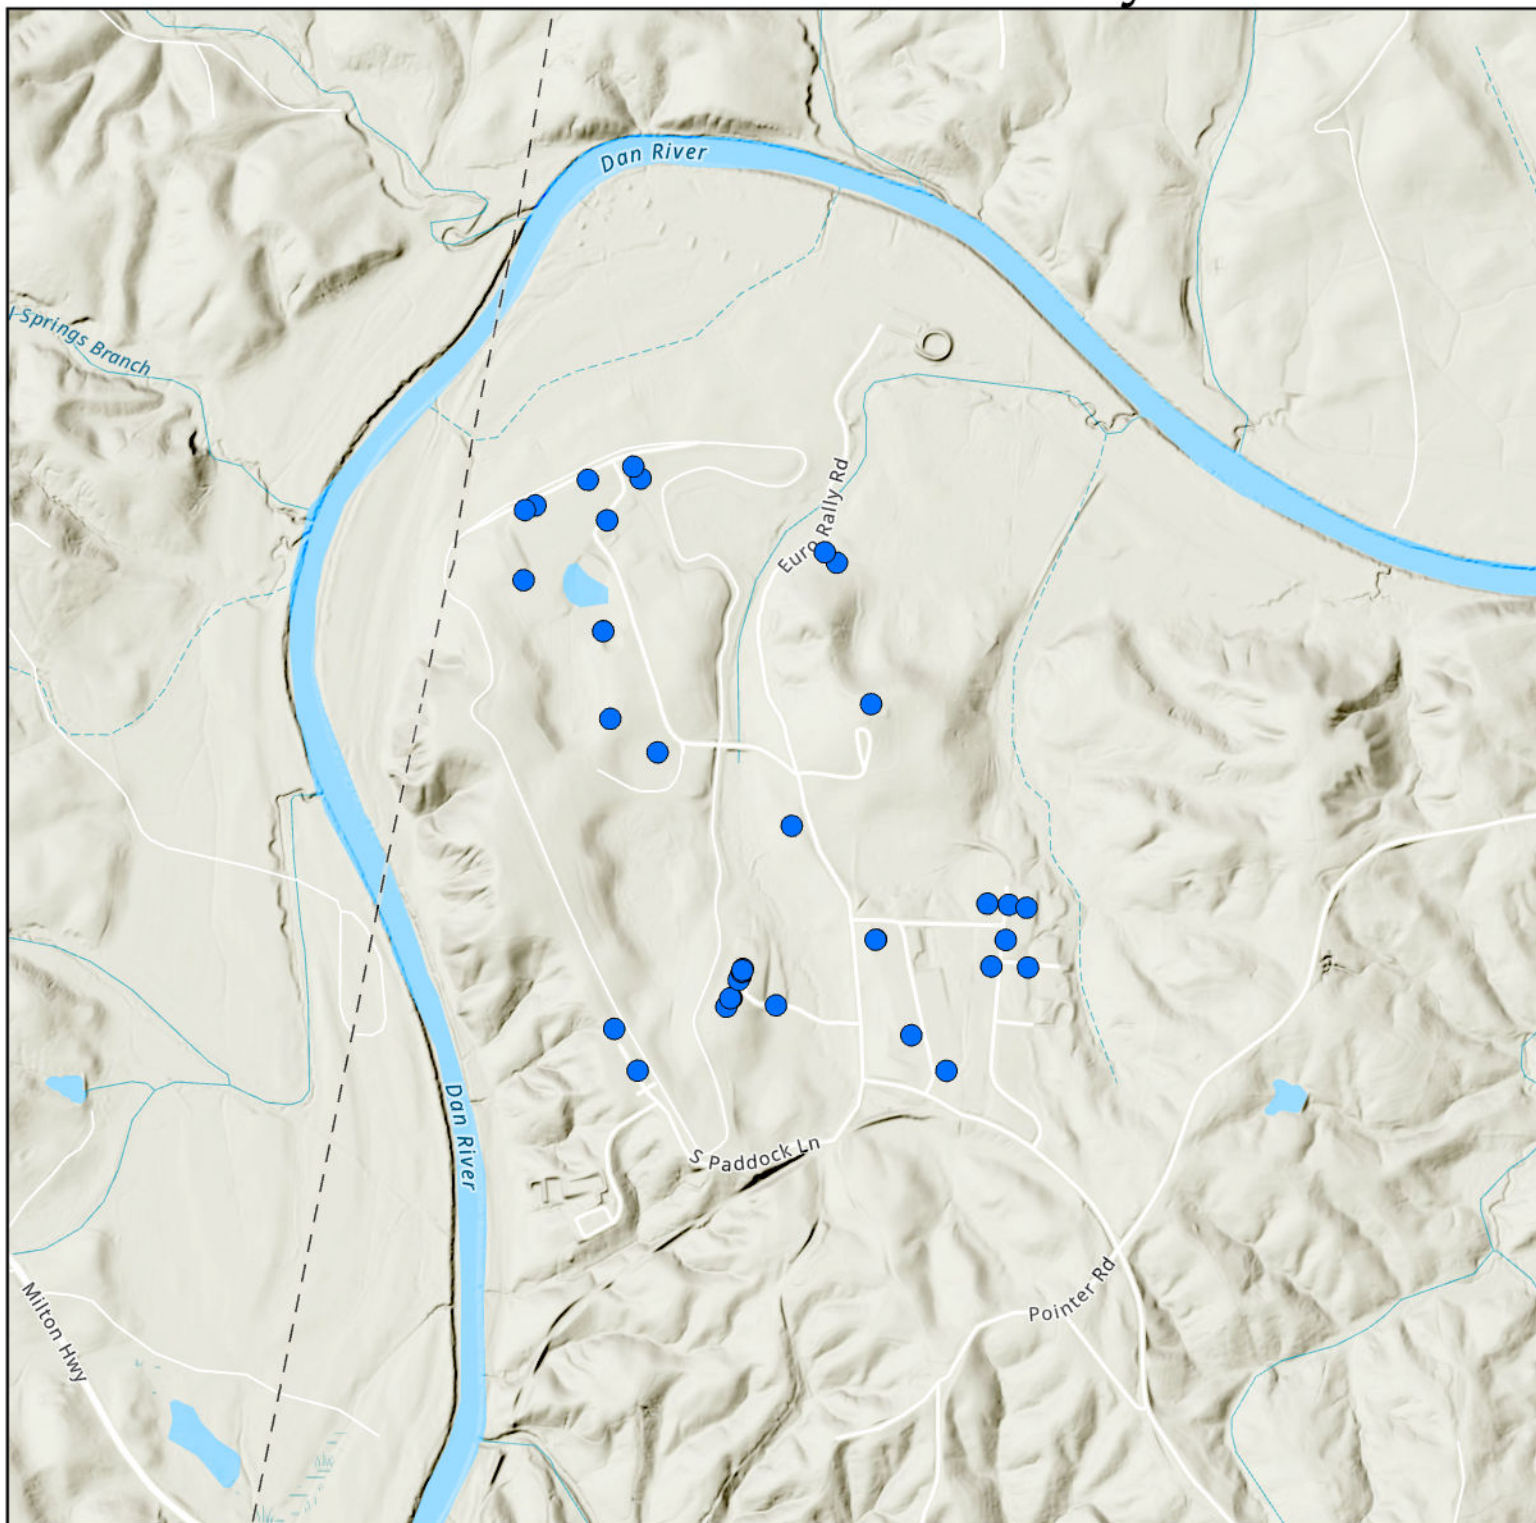 Dan River
Springs Branch
Euro Rally Rd
Dan River
S Paddock Ln
Pointer Rd
Milton Hwy